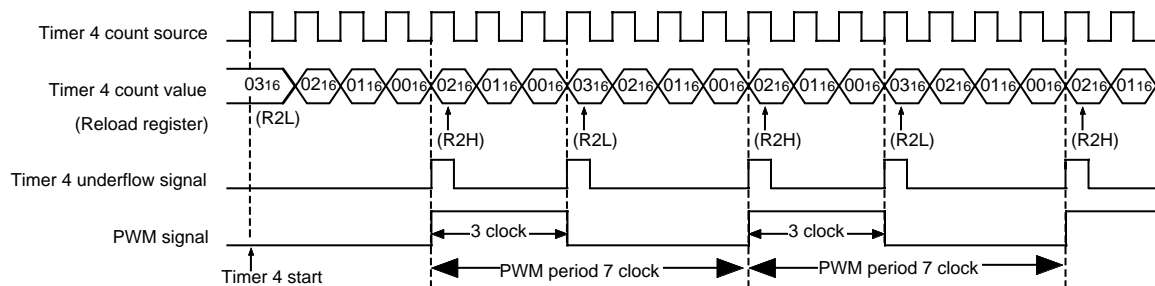 Timer 4 count source
Timer 4 count value
0316 0216 0116 0016 0216 0116 0016 0316 0216 0116 0016 0216 0116 0016 0316 0216 0116 0016 0216 0116
(Reload register)
(R2L) (R2H) (R2L) (R2H) (R2L) (R2H)
Timer 4 underflow signal
PWM signal
3 clock 3 clock
Timer 4 start
PWM period 7 clock PWM period 7 clock